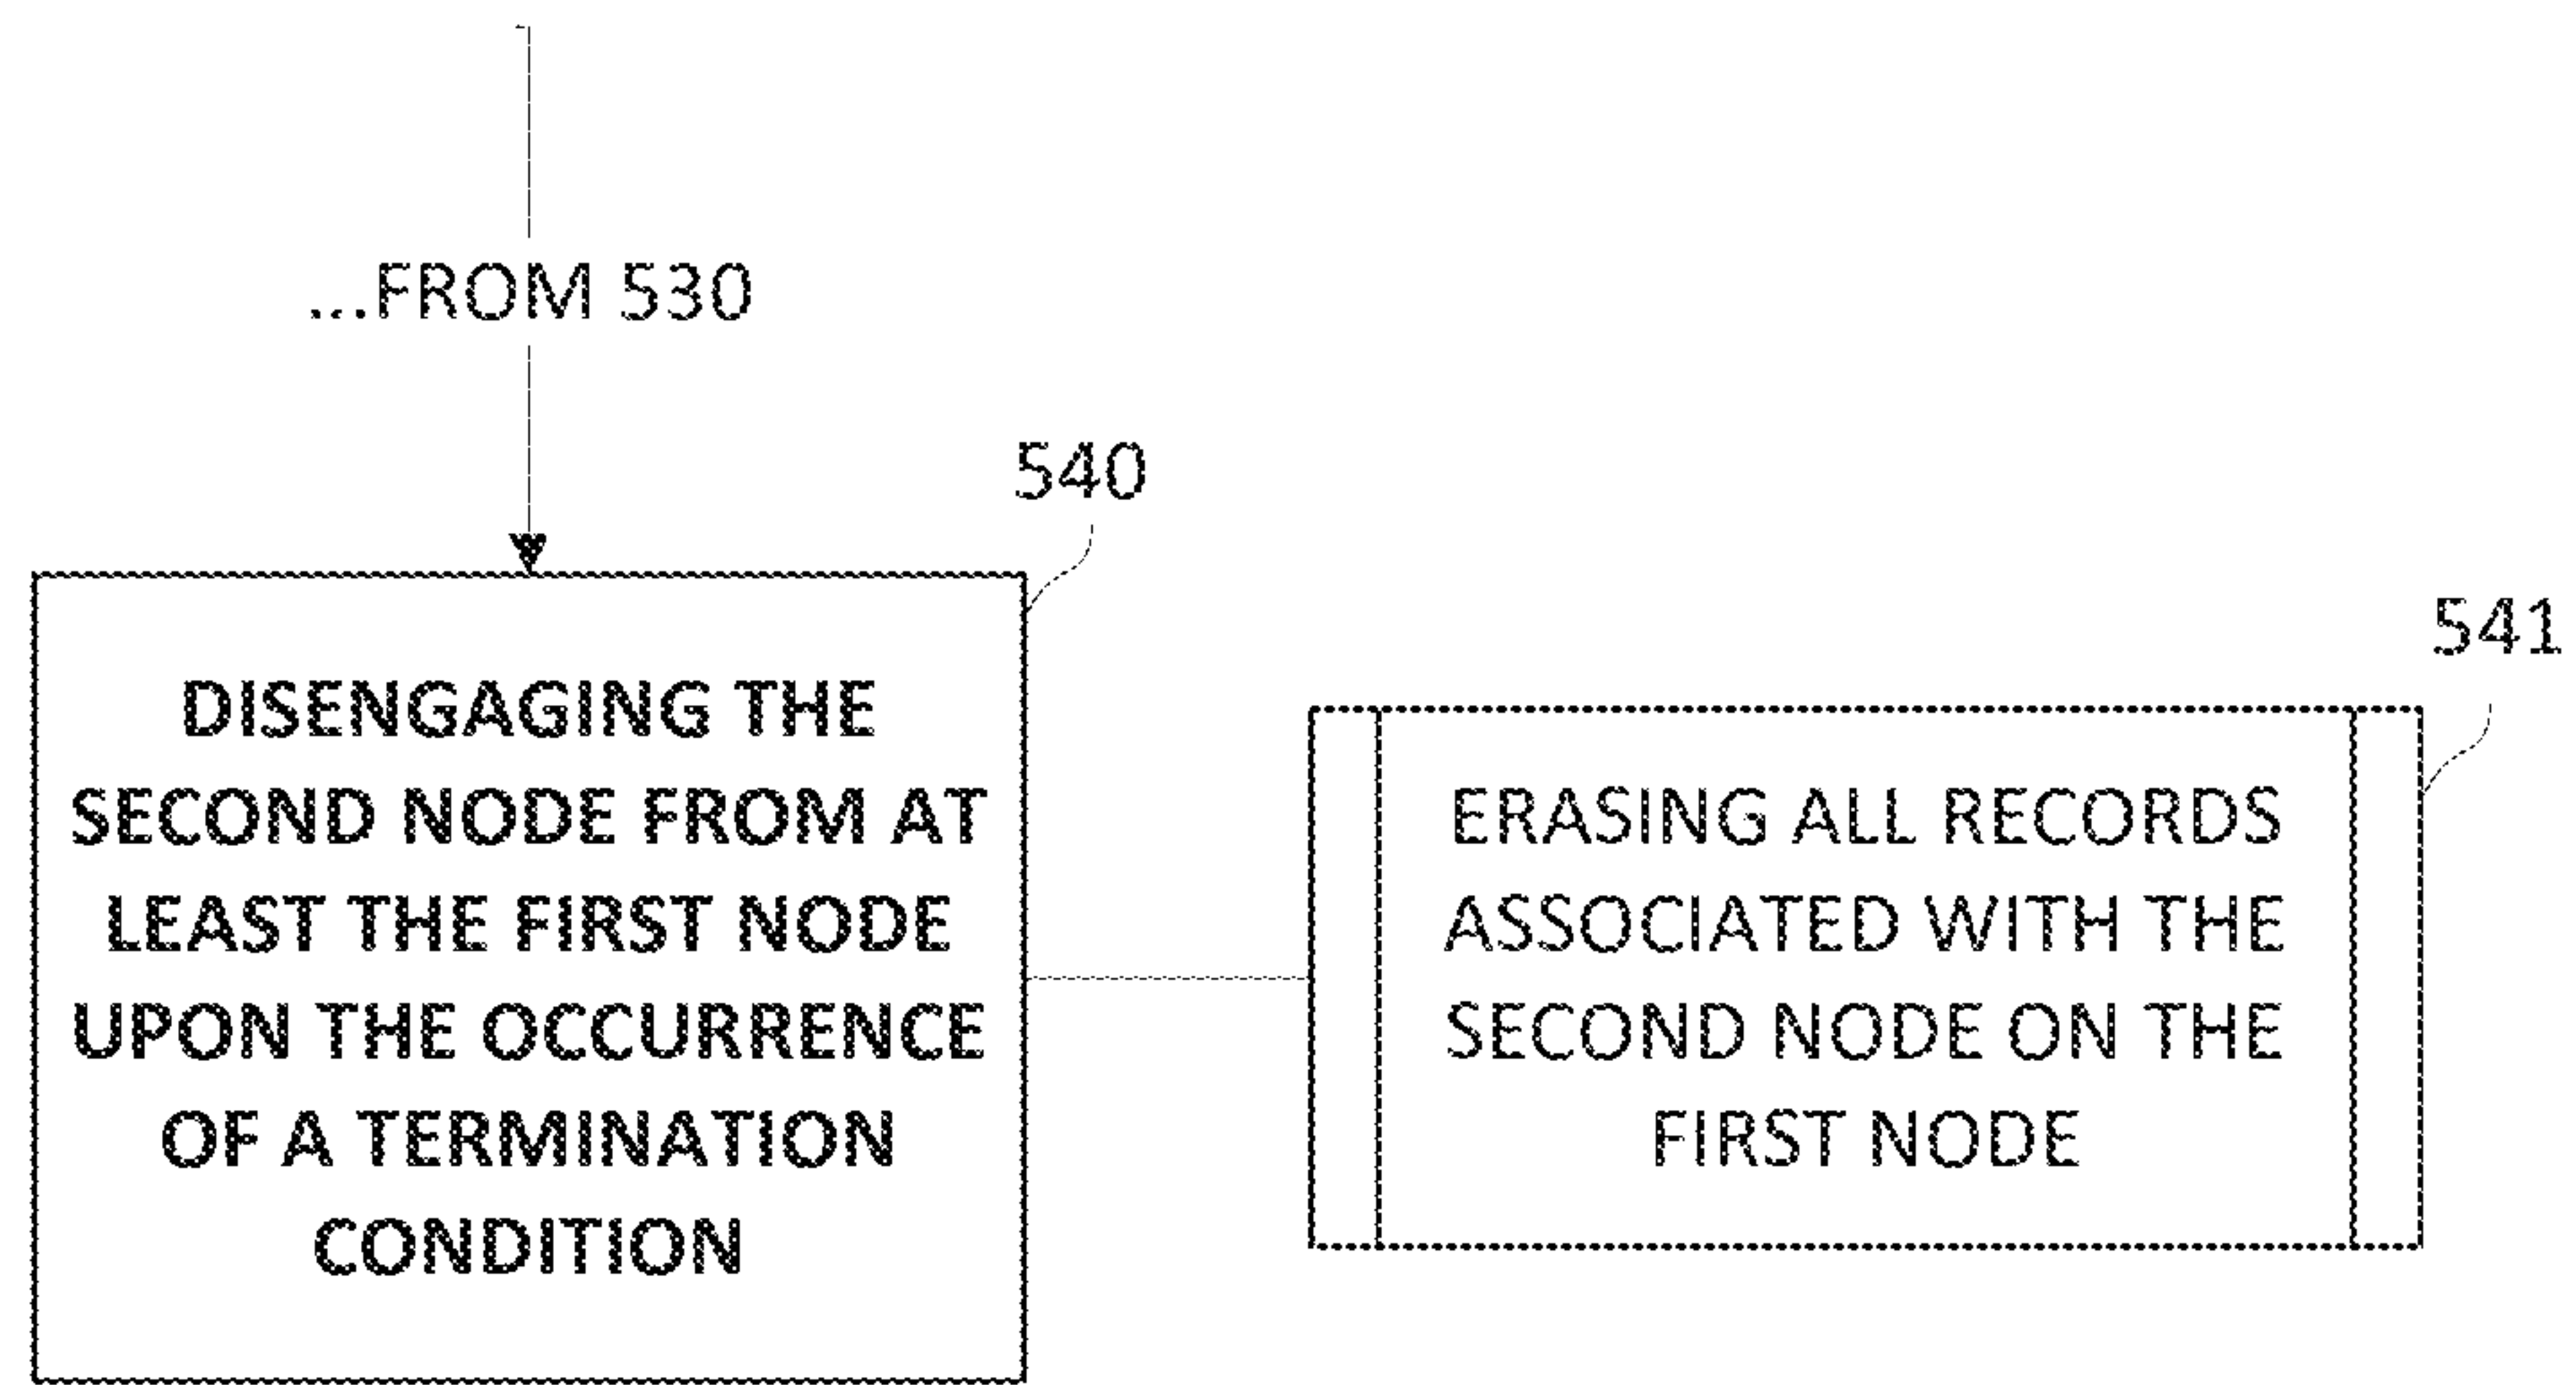 ...FROM 530
540
DISENGAGING THE
SECOND NODE FROM AT
LEAST THE FIRST NODE
UPON THE OCCURRENCE
OF A TERMINATION
CONDITION
541
ERASING ALL RECORDS
ASSOCIATED WITH THE
SECOND NODE ON THE
FIRST NODE